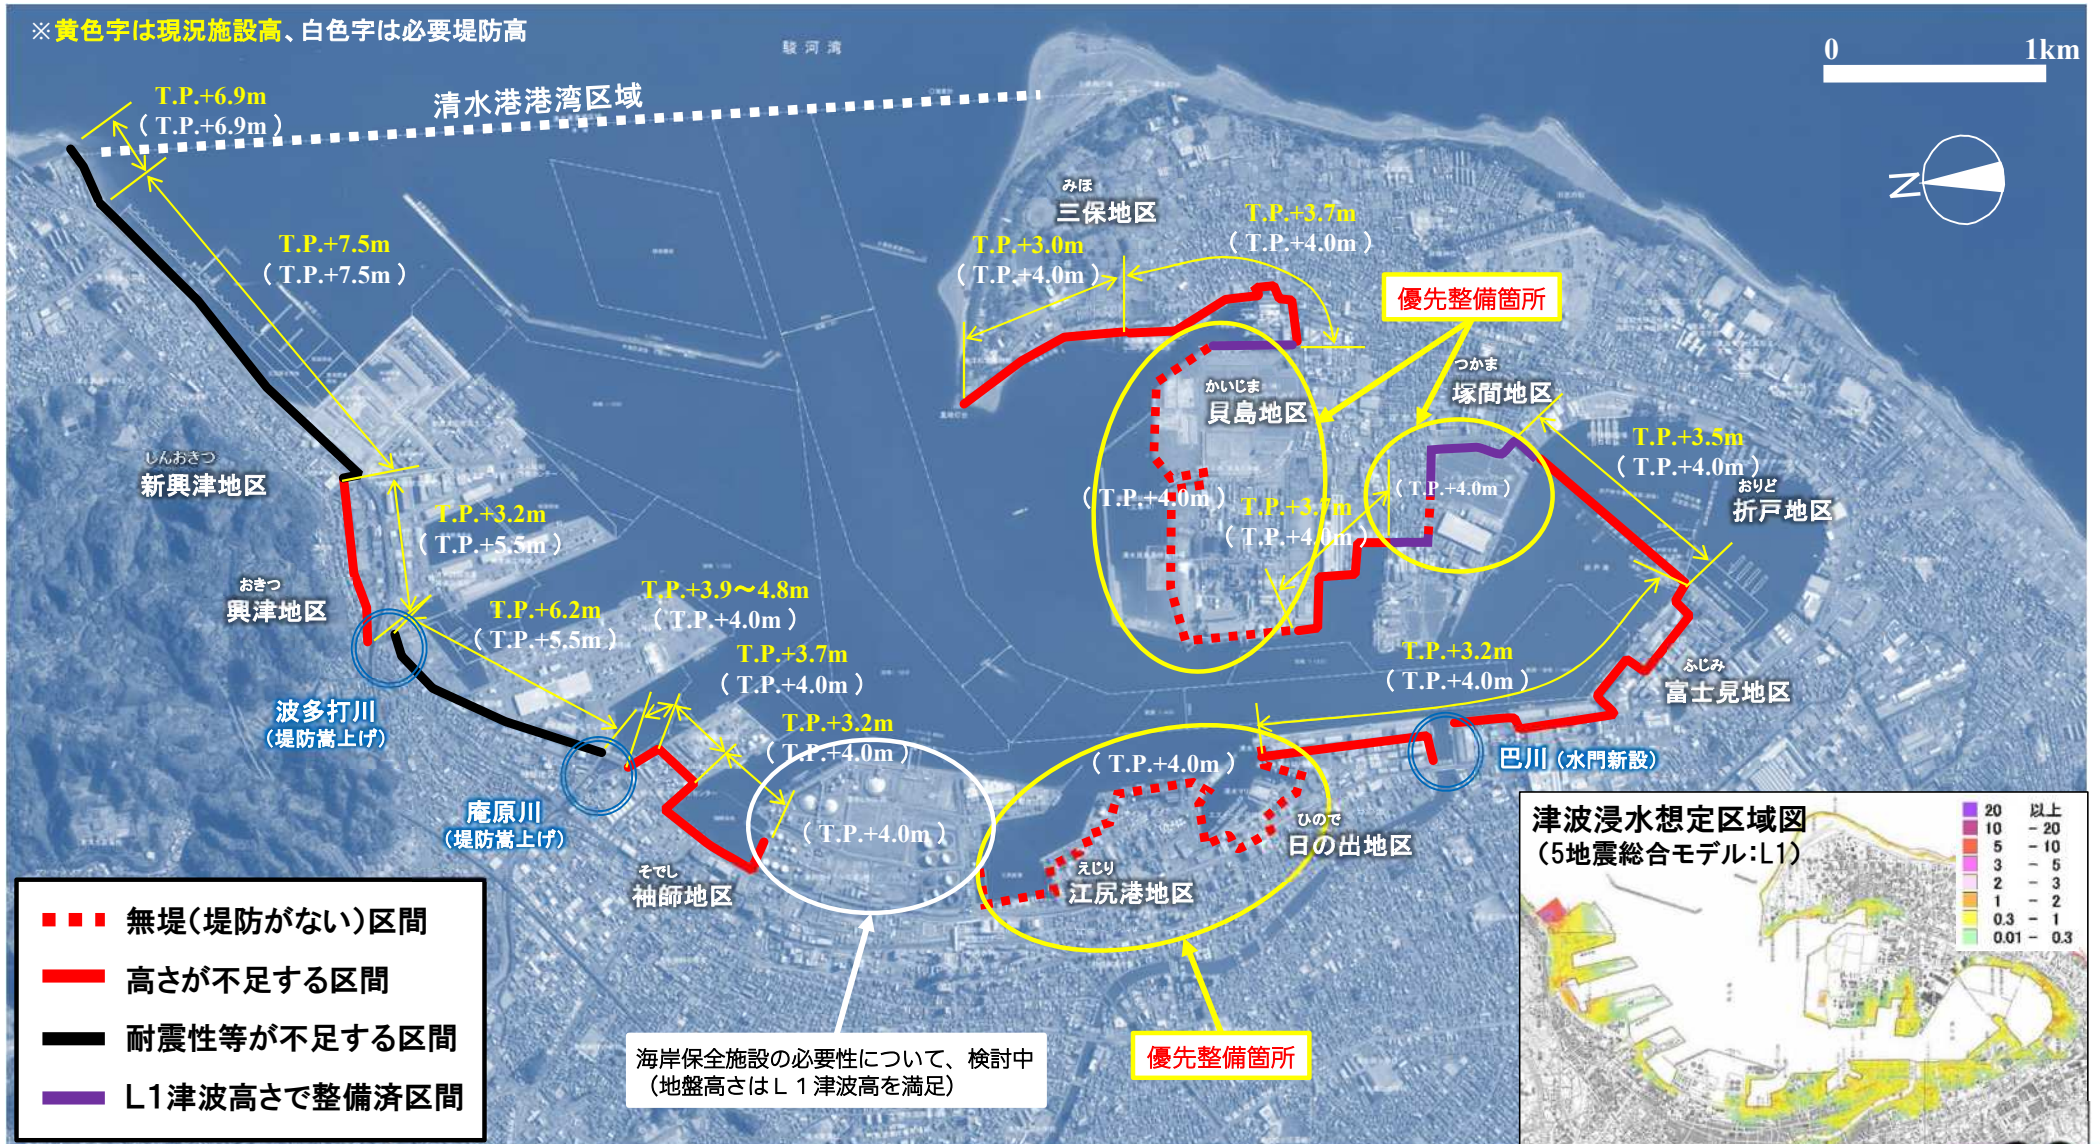 ※黄色字は現況施設高、白色字は必要堤防高
駿河湾
0 1km
清水港港湾区域
N
T.P.+6.9m
（T.P.+6.9m）
T.P.+7.5m
（T.P.+7.5m）
みほ
三保地区
T.P.+3.0m
（T.P.+4.0m）
T.P.+3.7m
（T.P.+4.0m）
優先整備箇所
かいじま
貝島地区
つかま
塚間地区
T.P.+3.5m
（T.P.+4.0m）
おりど
折戸地区
しんおきつ
新興津地区
（T.P.+4.0m）
T.P.+3.7m
（T.P.+4.0m）
（T.P.+4.0m）
T.P.+3.2m
（T.P.+5.5m）
おきつ
興津地区
T.P.+6.2m
（T.P.+5.5m）
T.P.+3.9～4.8m
（T.P.+4.0m）
T.P.+3.7m
（T.P.+4.0m）
T.P.+3.2m
（T.P.+4.0m）
T.P.+3.2m
（T.P.+4.0m）
ふじみ
富士見地区
波多打川
（堤防嵩上げ）
巴川（水門新設）
庵原川
（堤防嵩上げ）
（T.P.+4.0m）
（T.P.+4.0m）
ひので
日の出地区
そでし
袖師地区
えじり
江尻港地区
無堤（堤防がない）区間
高さが不足する区間
耐震性等が不足する区間
L1津波高さで整備済区間
海岸保全施設の必要性について、検討中
（地盤高さはL１津波高を満足）
優先整備箇所
津波浸水想定区域図
（5地震総合モデル：L1）
20 以上
10 - 20
5 - 10
3 - 5
2 - 3
1 - 2
0.3 - 1
0.01 - 0.3